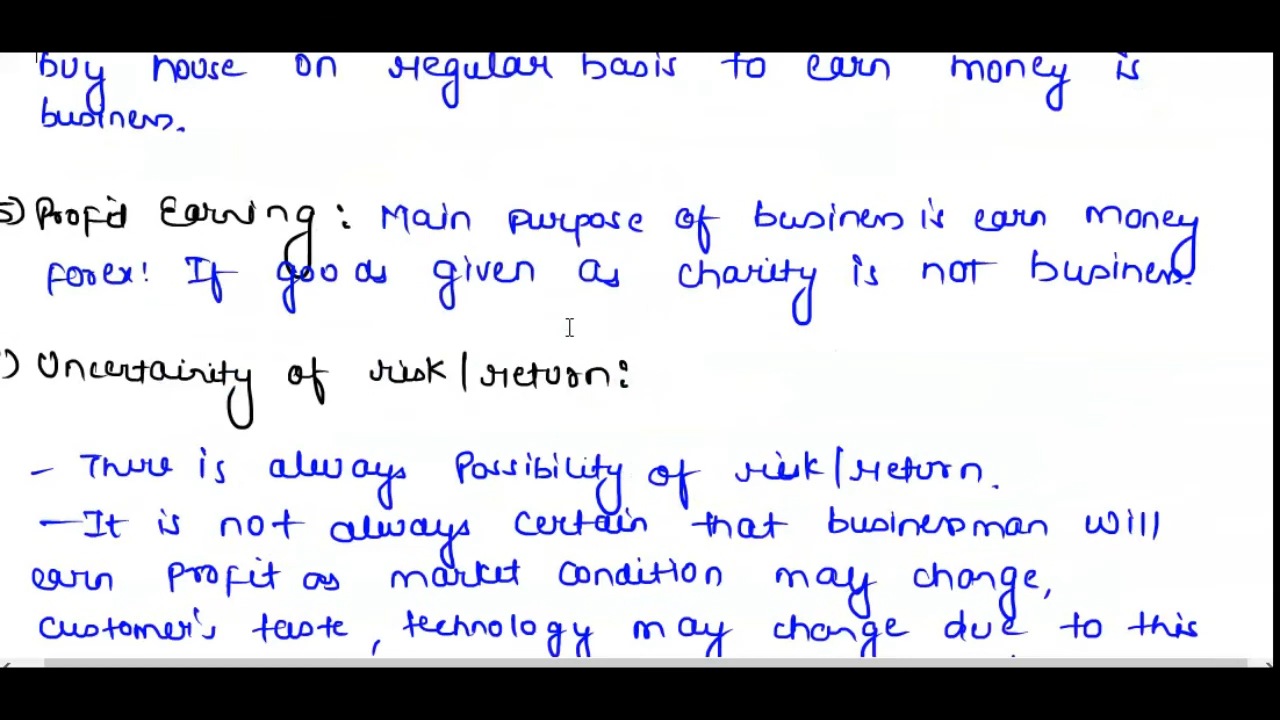 buy house on regular basis to earn money is
business.
5) Profit Earning: Main purpose of business is earn money
forex! If goods given as charity is not business.
) Uncertainity of risk/return:
- There is always Possibility of risk/return.
- It is not always certain that businessman will
earn profit as market condition may change,
customer's taste, technology may change due to this